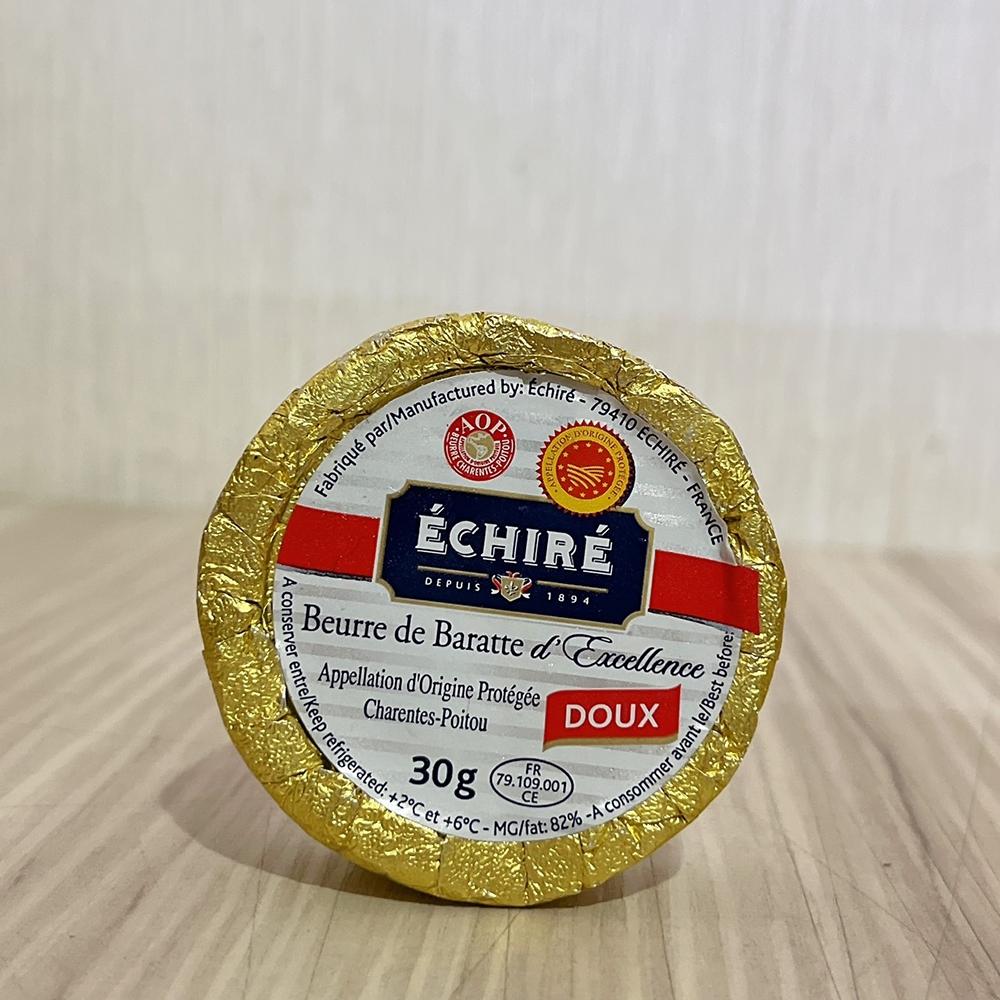 Fabriqué par/Manufactured by: Échiré - 79410 ÉCHIRÉ - FRANCE
AOP
BEURRE CHARENTES-POITOU
APPELLATION D'ORIGINE PROTÉGÉE
ÉCHIRÉ
DEPUIS 1894
Beurre de Baratte d'Excellence
Appellation d'Origine Protégée
Charentes-Poitou
DOUX
30g
FR
79.109.001
CE
A conserver entre/Keep refrigerated: +2°C et +6°C - MG/fat: 82% -A consommer avant le/Best before: